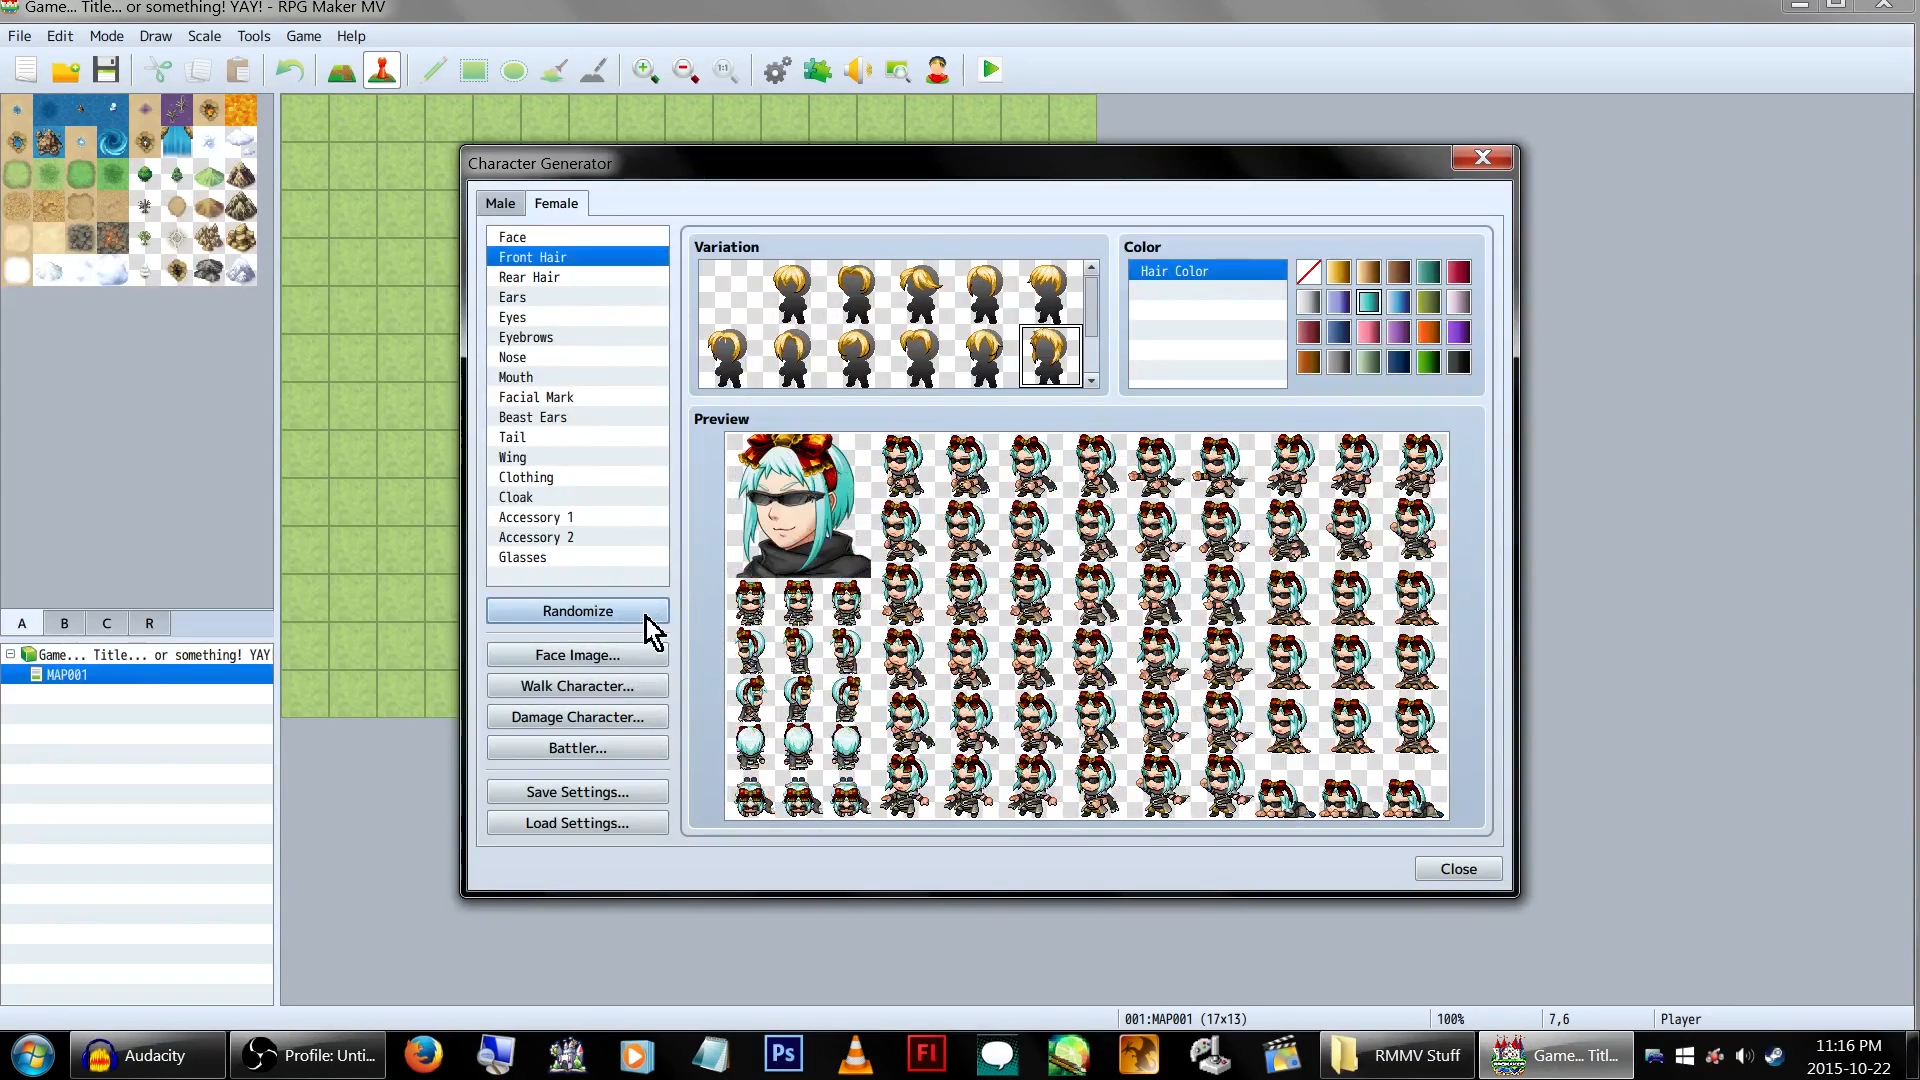 Game... Title... or something! YAY! - RPG Maker MV
File Edit Mode Draw Scale Tools Game Help
1:1
Character Generator
Male Female
Face
Front Hair
Rear Hair
Ears
Eyes
Eyebrows
Nose
Mouth
Facial Mark
Beast Ears
Tail
Wing
Clothing
Cloak
Accessory 1
Accessory 2
Glasses
Randomize
Face Image...
Walk Character...
Damage Character...
Battler...
Save Settings...
Load Settings...
Variation
Color
Hair Color
Preview
Close
A B C R
Game... Title... or something! YAY
MAP001
001:MAP001 (17x13) 100% 7,6 Player
Audacity
Profile: Unti...
Ps
Fl
RMMV Stuff
Game... Titl...
11:16 PM
2015-10-22